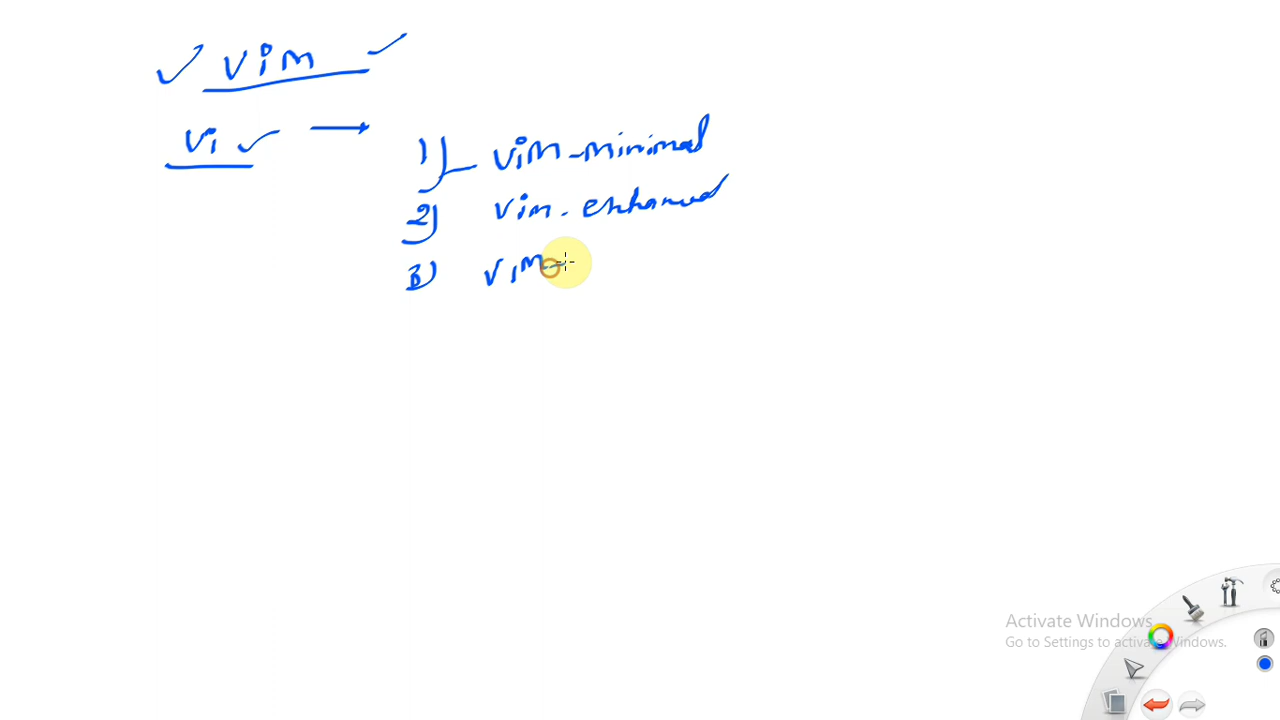 ✓ vim ✓
vi ✓ →
1) vim-minimal
2) vim-enhanced
3) vim-
Activate Windows
Go to Settings to activate Windows.